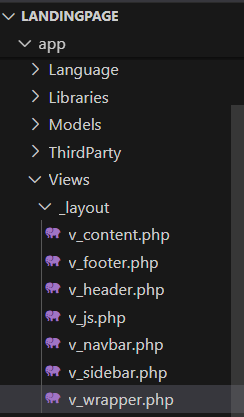 LANDINGPAGE
app
Language
Libraries
Models
ThirdParty
Views
_layout
v_content.php
v_footer.php
v_header.php
v_js.php
v_navbar.php
v_sidebar.php
v_wrapper.php